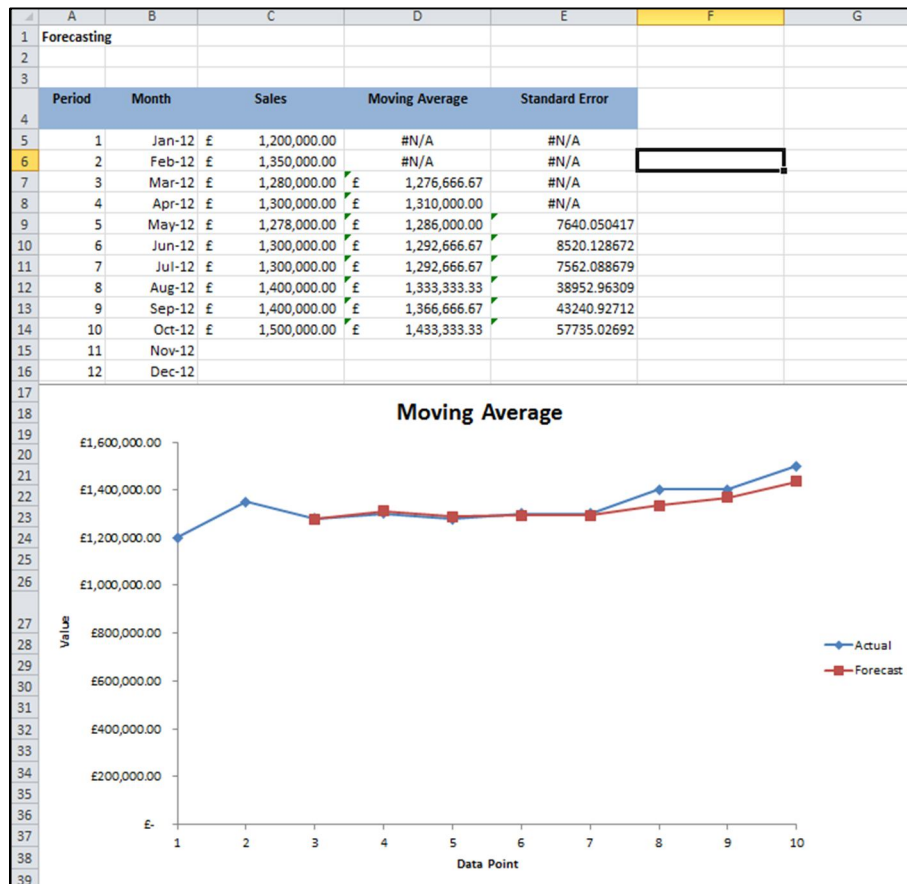 A B C D E F G
1 Forecasting
2
3
4 Period Month Sales Moving Average Standard Error
5 1 Jan-12 £ 1,200,000.00 #N/A #N/A
6 2 Feb-12 £ 1,350,000.00 #N/A #N/A
7 3 Mar-12 £ 1,280,000.00 £ 1,276,666.67 #N/A
8 4 Apr-12 £ 1,300,000.00 £ 1,310,000.00 #N/A
9 5 May-12 £ 1,278,000.00 £ 1,286,000.00 7640.050417
10 6 Jun-12 £ 1,300,000.00 £ 1,292,666.67 8520.128672
11 7 Jul-12 £ 1,300,000.00 £ 1,292,666.67 7562.088679
12 8 Aug-12 £ 1,400,000.00 £ 1,333,333.33 38952.96309
13 9 Sep-12 £ 1,400,000.00 £ 1,366,666.67 43240.92712
14 10 Oct-12 £ 1,500,000.00 £ 1,433,333.33 57735.02692
15 11 Nov-12
16 12 Dec-12
17
18 Moving Average
19
20 £1,600,000.00
21
22 £1,400,000.00
23
24 £1,200,000.00
25
26 £1,000,000.00
27 Value
28 £800,000.00 Actual
29 Forecast
30 £600,000.00
31
32 £400,000.00
33
34 £200,000.00
35
36 £-
37 1 2 3 4 5 6 7 8 9 10
38 Data Point
39